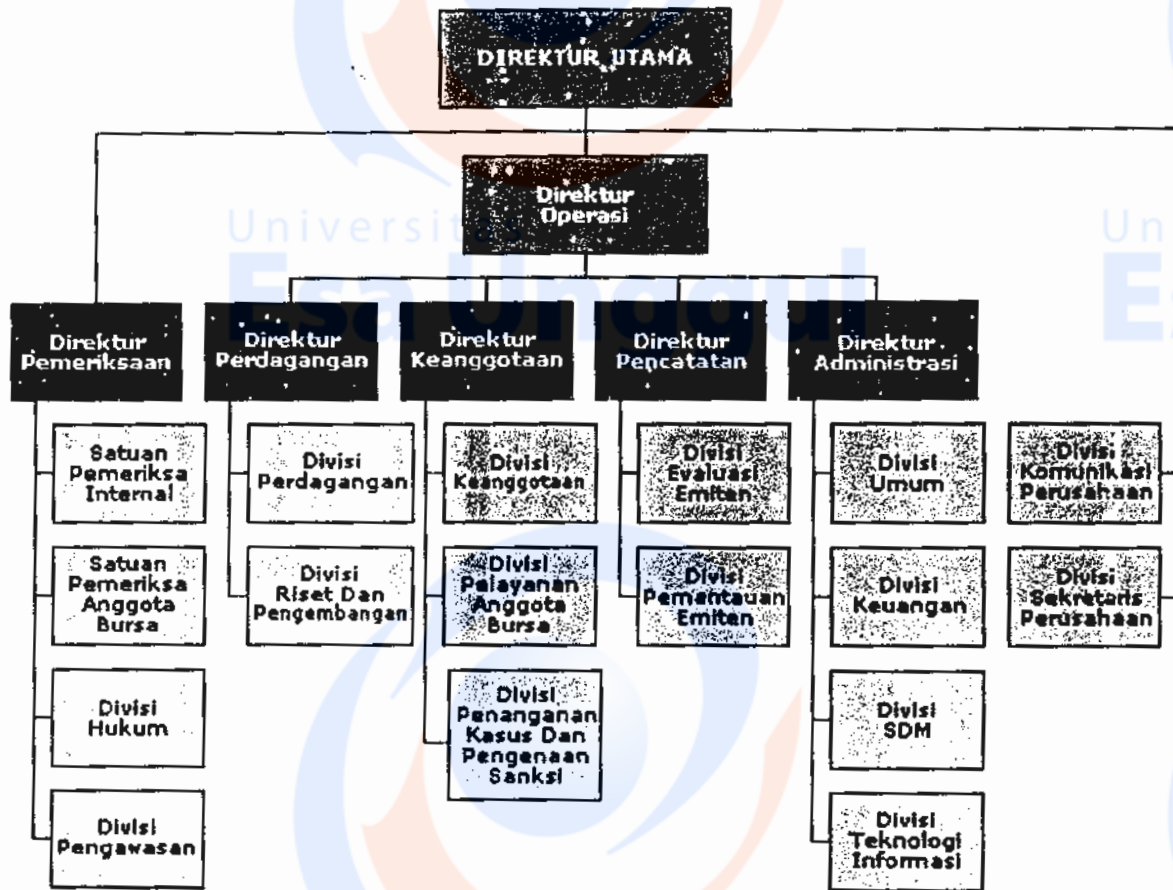 DIREKTUR UTAMA
Direktur
Operasi
Universitas
Esa Unggul
Un
E
Direktur
Pemeriksaan
Direktur
Perdagangan
Direktur
Keanggotaan
Direktur
Pencatatan
Direktur
Administrasi
Satuan
Pemeriksa
Internal
Divisi
Perdagangan
Divisi
Keanggotaan
Divisi
Evaluasi
Emiten
Divisi
Umum
Divisi
Komunikasi
Perusahaan
Satuan
Pemeriksa
Anggota
Bursa
Divisi
Riset Dan
Pengembangan
Divisi
Pelayanan
Anggota
Bursa
Divisi
Pemantauan
Emiten
Divisi
Keuangan
Divisi
Sekretaris
Perusahaan
Divisi
Hukum
Divisi
Penanganan
Kasus Dan
Pengenaan
Sanksi
Divisi
SDM
Divisi
Pengawasan
Divisi
Teknologi
Informasi